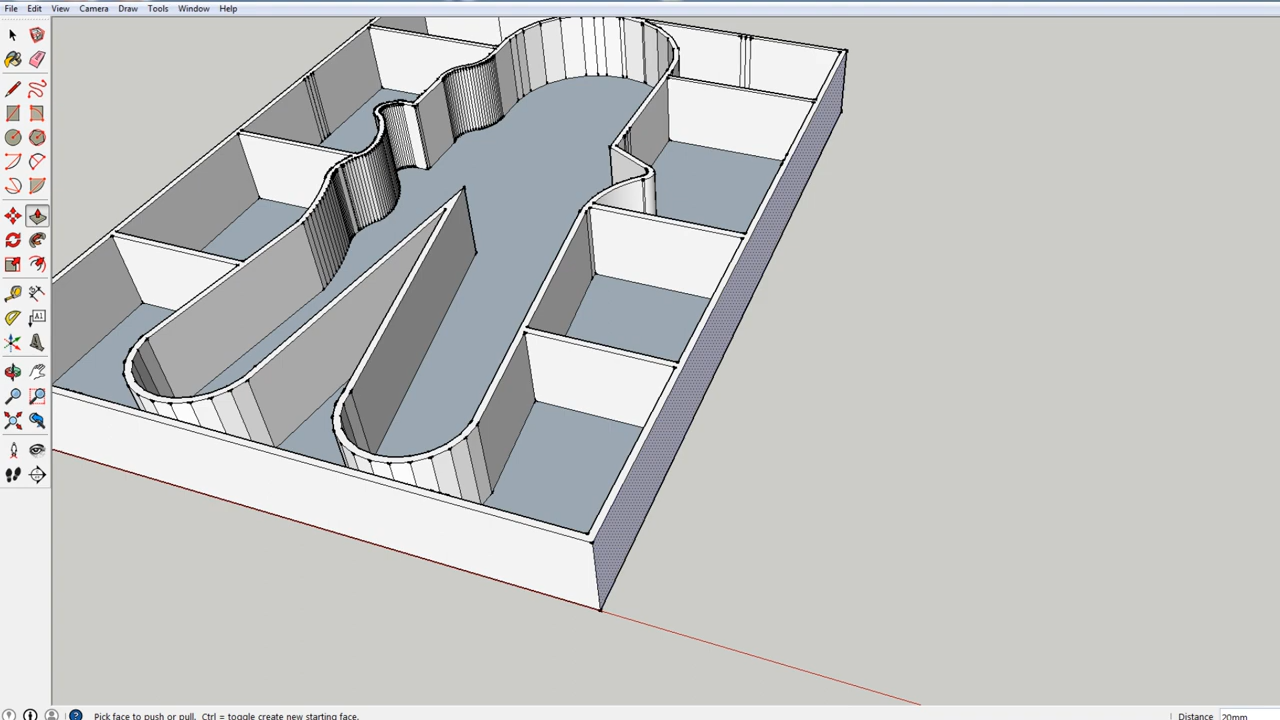 File Edit View Camera Draw Tools Window Help
A1
Pick face to push or pull. Ctrl = toggle create new starting face.
Distance 20mm